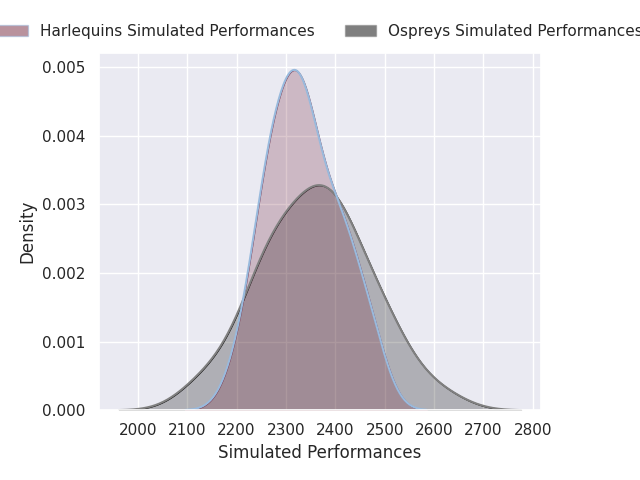 Harlequins Simulated Performances Ospreys Simulated Performances
0.005
0.004
0.003
0.002
0.001
0.000
Density
2000 2100 2200 2300 2400 2500 2600 2700 2800
Simulated Performances